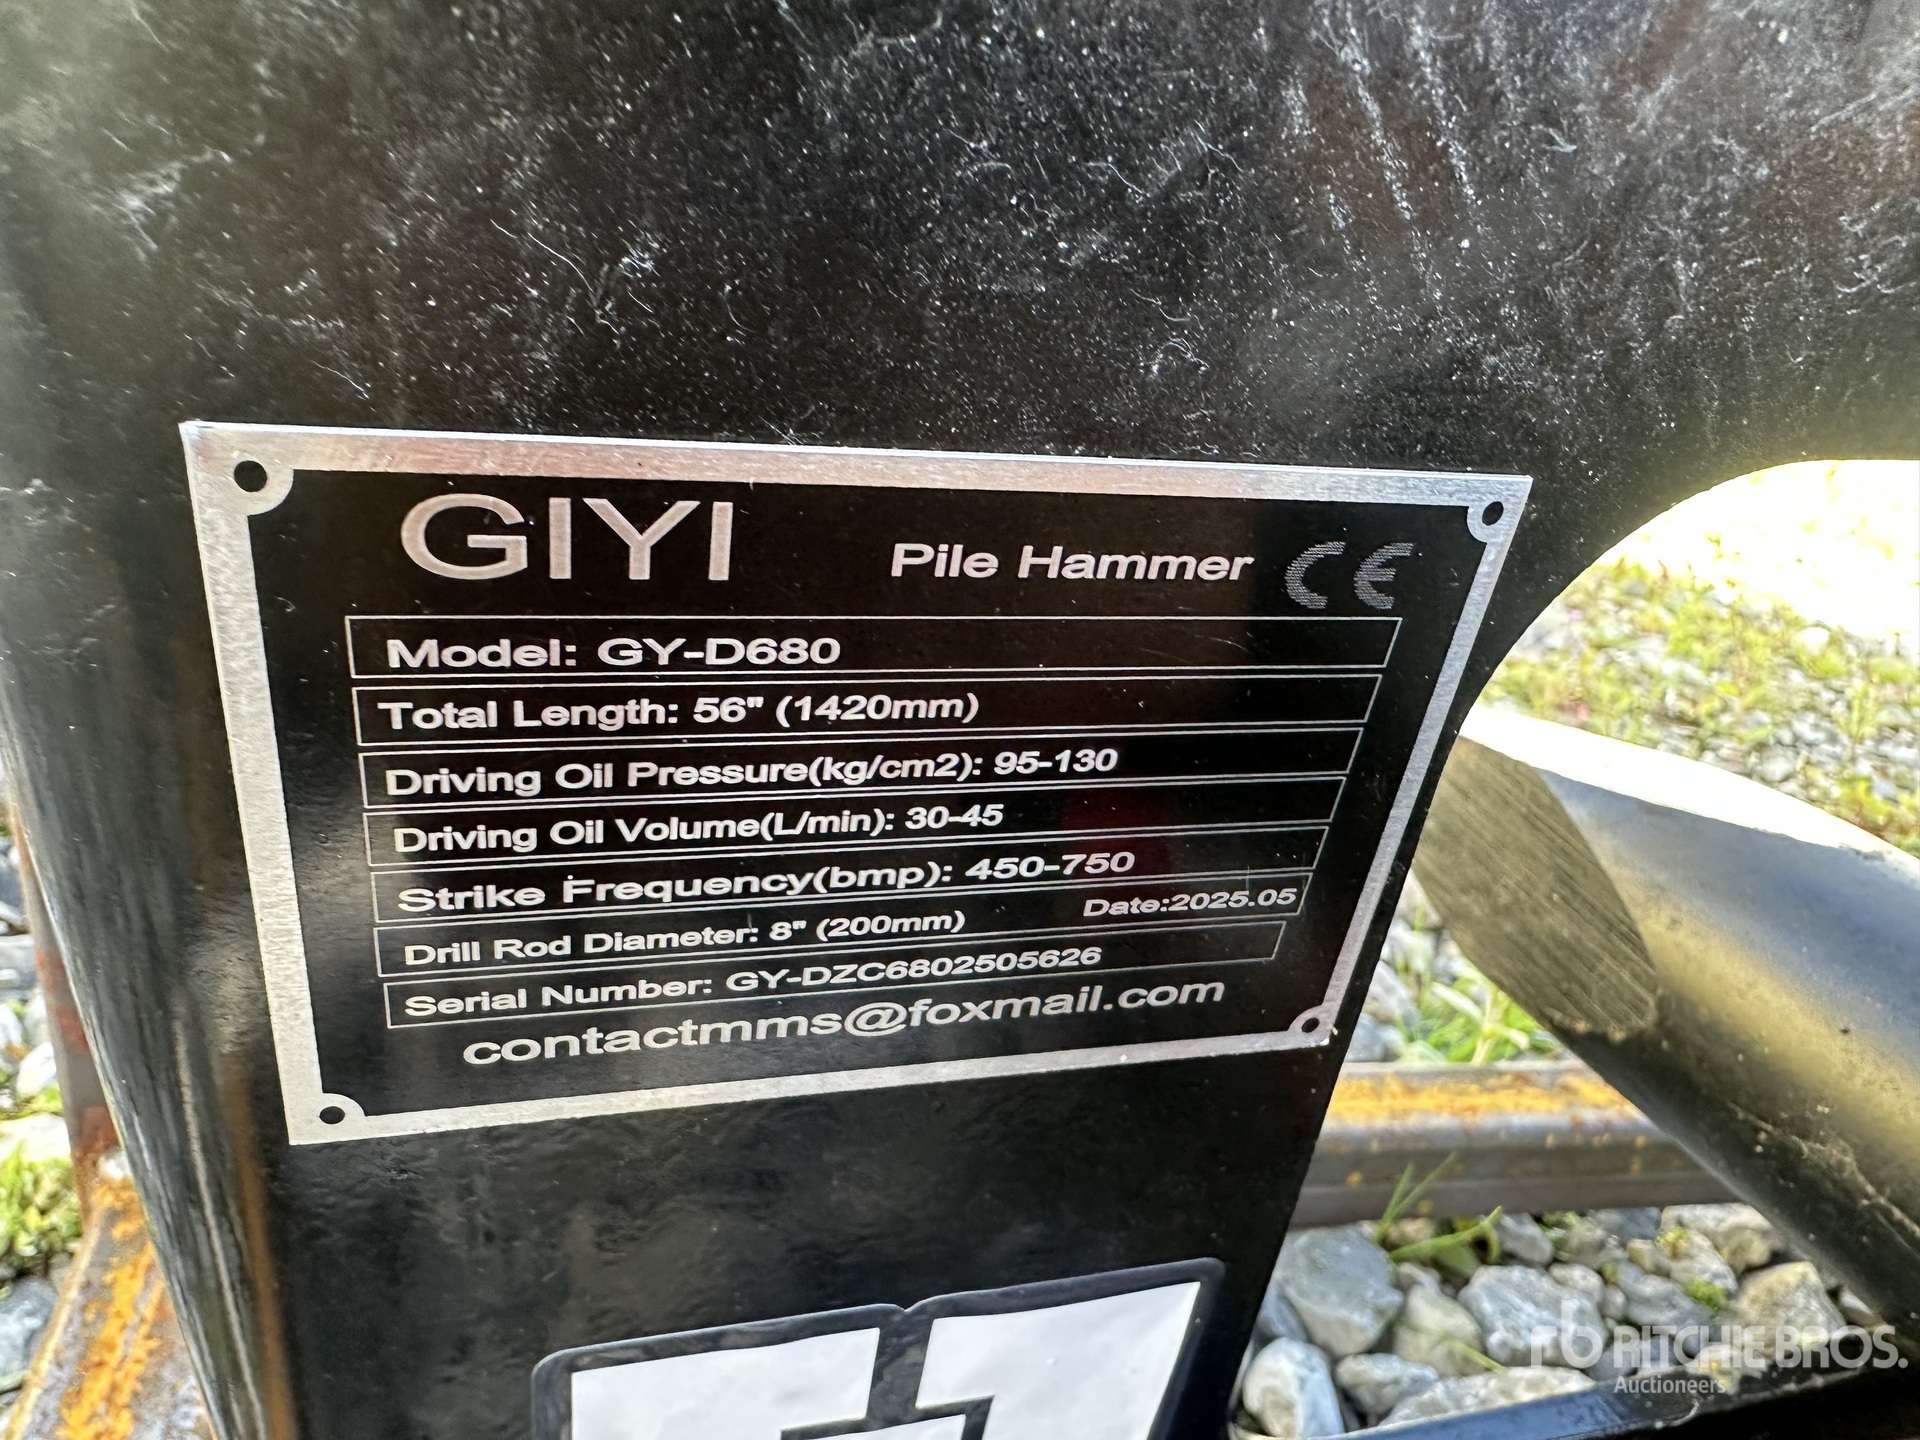 GIYI
Pile Hammer CE
Model: GY-D680
Total Length: 56" (1420mm)
Driving Oil Pressure(kg/cm2): 95-130
Driving Oil Volume(L/min): 30-45
Strike Frequency(bmp): 450-750
Drill Rod Diameter: 8" (200mm) Date:2025.05
Serial Number: GY-DZC6802505626
contactmms@foxmail.com
rb RITCHIE BROS.
Auctioneers